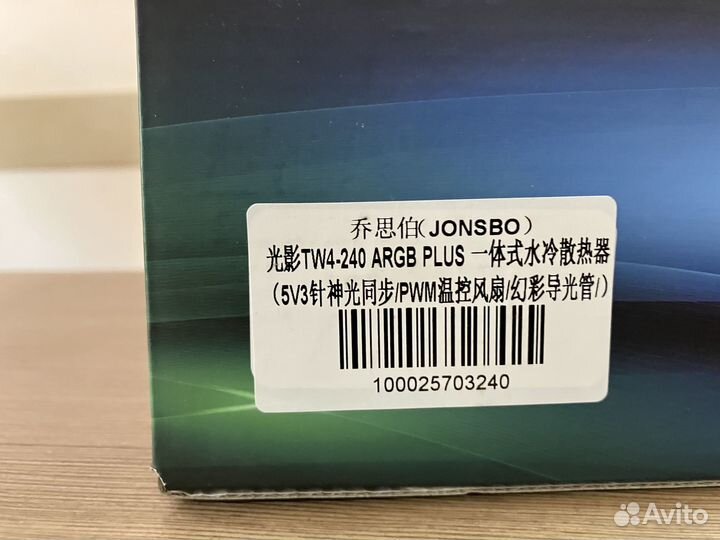 乔思伯(JONSBO)
光影TW4-240 ARGB PLUS 一体式水冷散热器
(5V3针神光同步/PWM温控风扇/幻彩导光管/)
100025703240
Avito